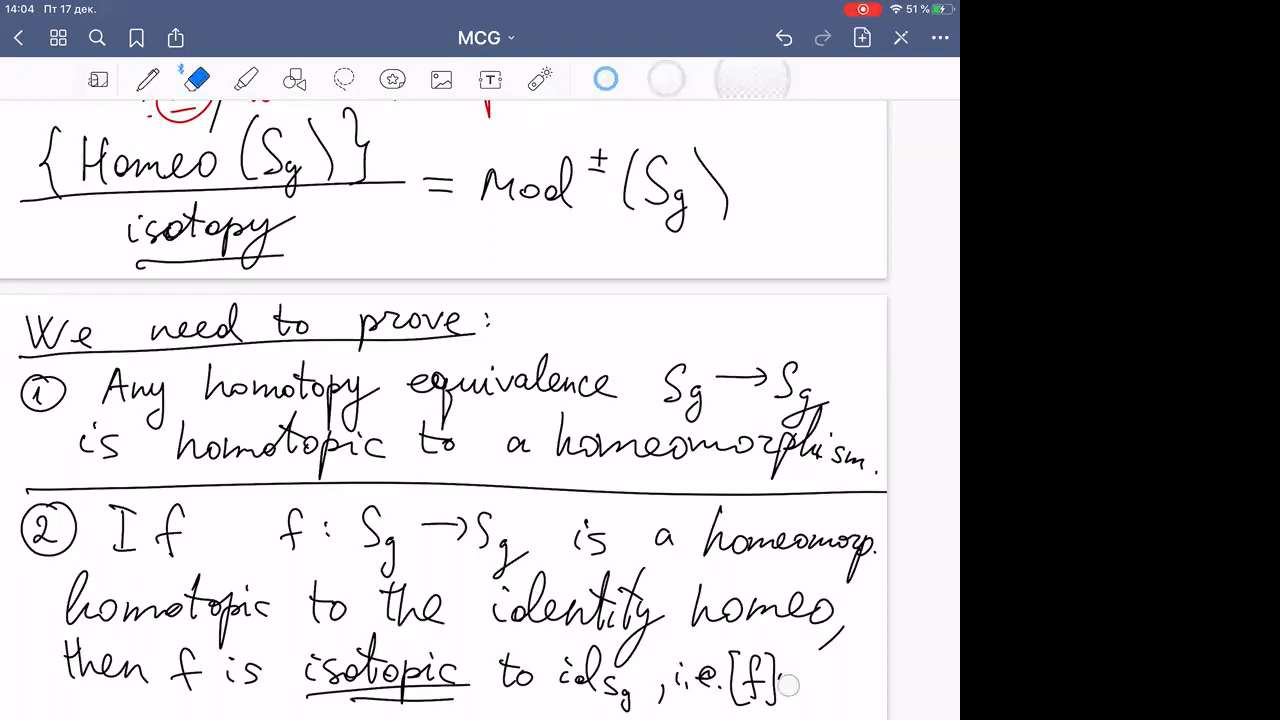 14:04 Пт 17 дек. 51 %
MCG
{Homeo (Sg)}
isotopy
= Mod ± (Sg)
We need to prove:
① Any homotopy equivalence Sg → Sg
is homotopic to a homeomorphism.
② If f : Sg → Sg is a homeomorp.
homotopic to the identity homeo,
then f is isotopic to idSg , i.e. [f]